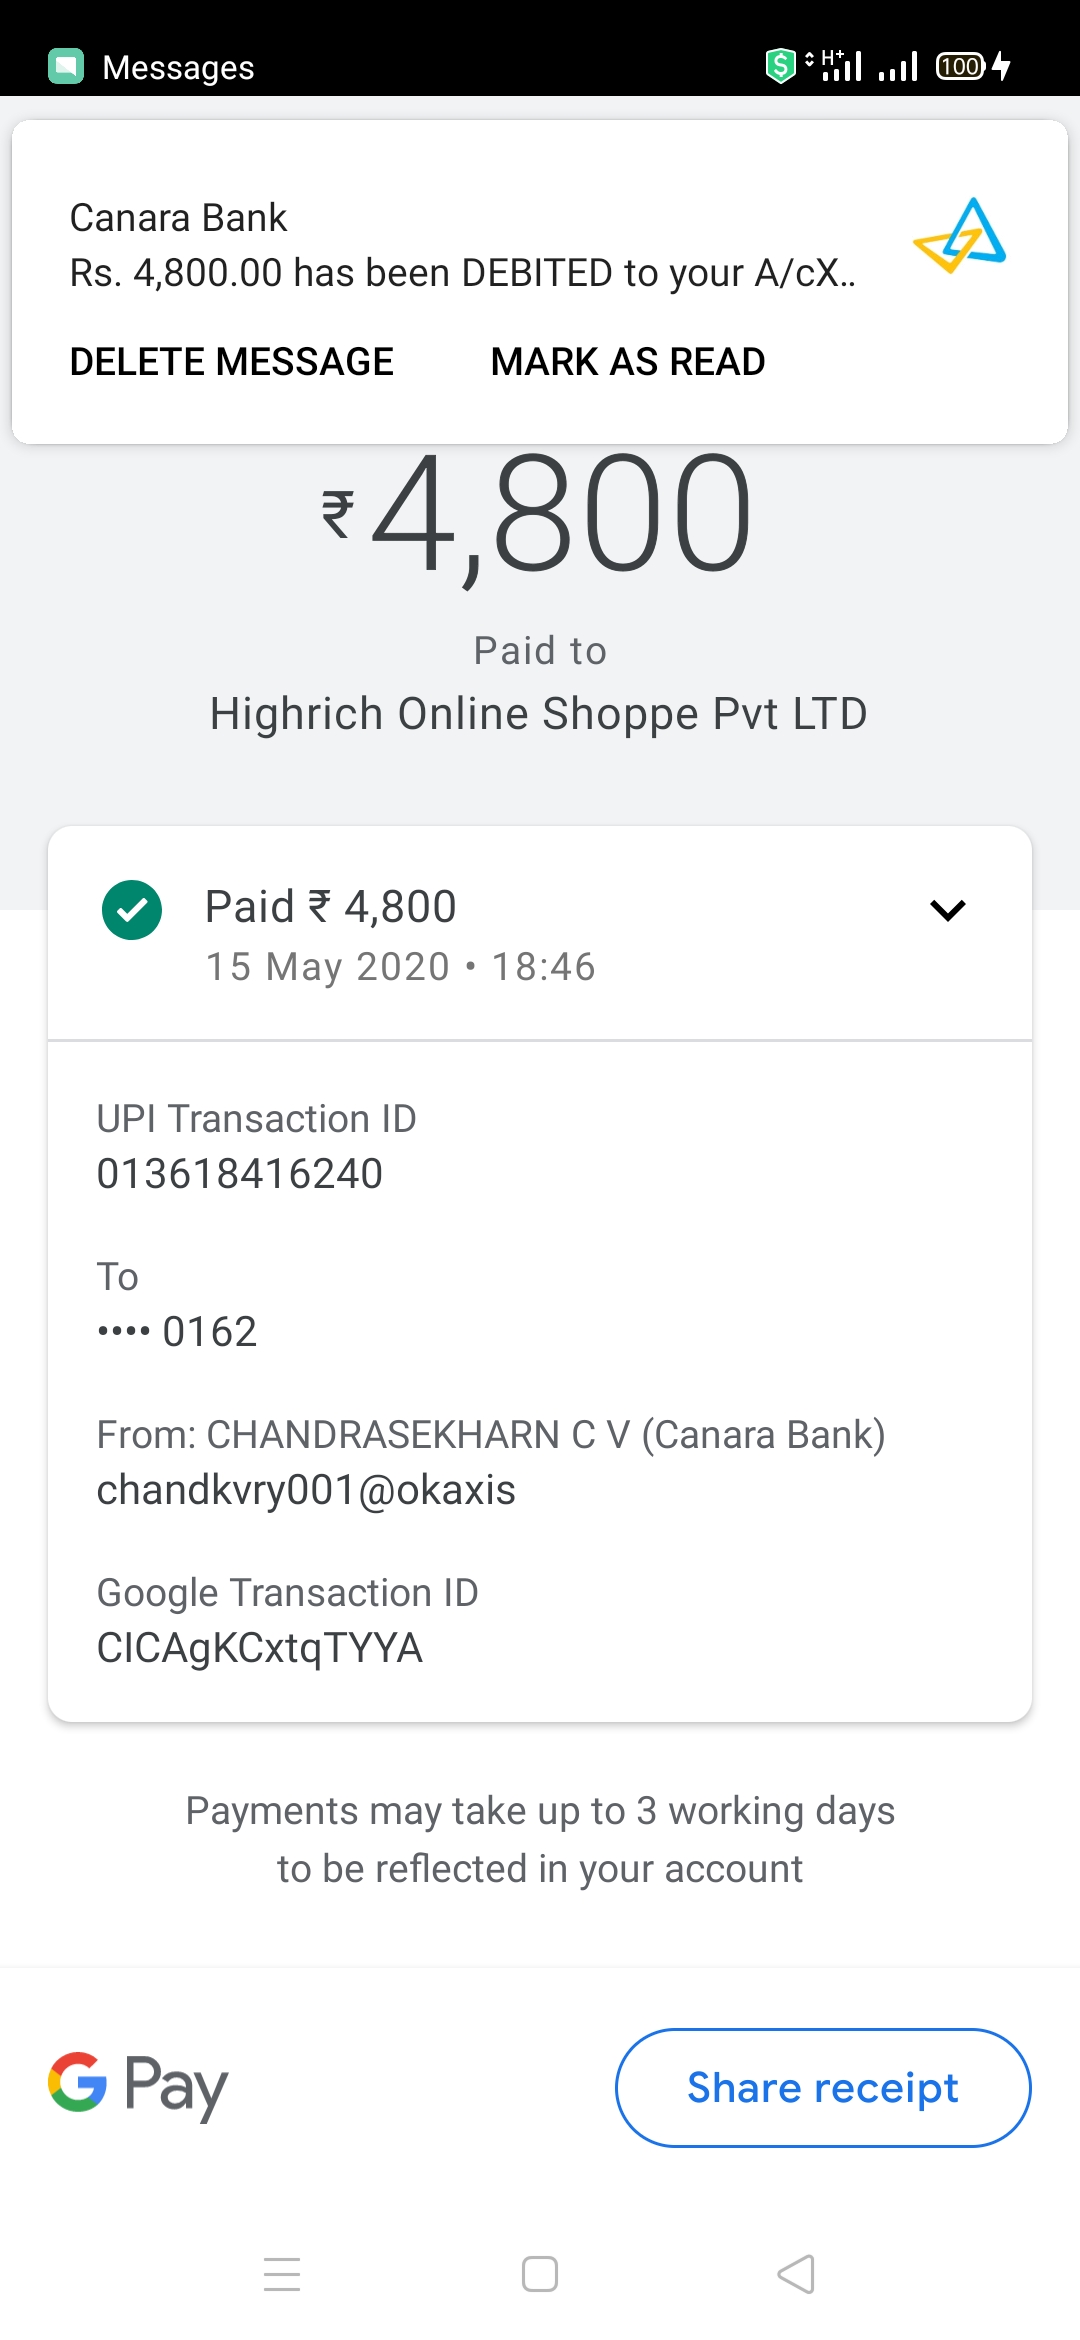 Messages
H+
100
Canara Bank
Rs. 4,800.00 has been DEBITED to your A/cX..
DELETE MESSAGE MARK AS READ
₹4,800
Paid to
Highrich Online Shoppe Pvt LTD
Paid ₹ 4,800
15 May 2020 • 18:46
UPI Transaction ID
013618416240
To
•••• 0162
From: CHANDRASEKHARN C V (Canara Bank)
chandkvry001@okaxis
Google Transaction ID
CICAgKCxtqTYYA
Payments may take up to 3 working days
to be reflected in your account
G Pay
Share receipt